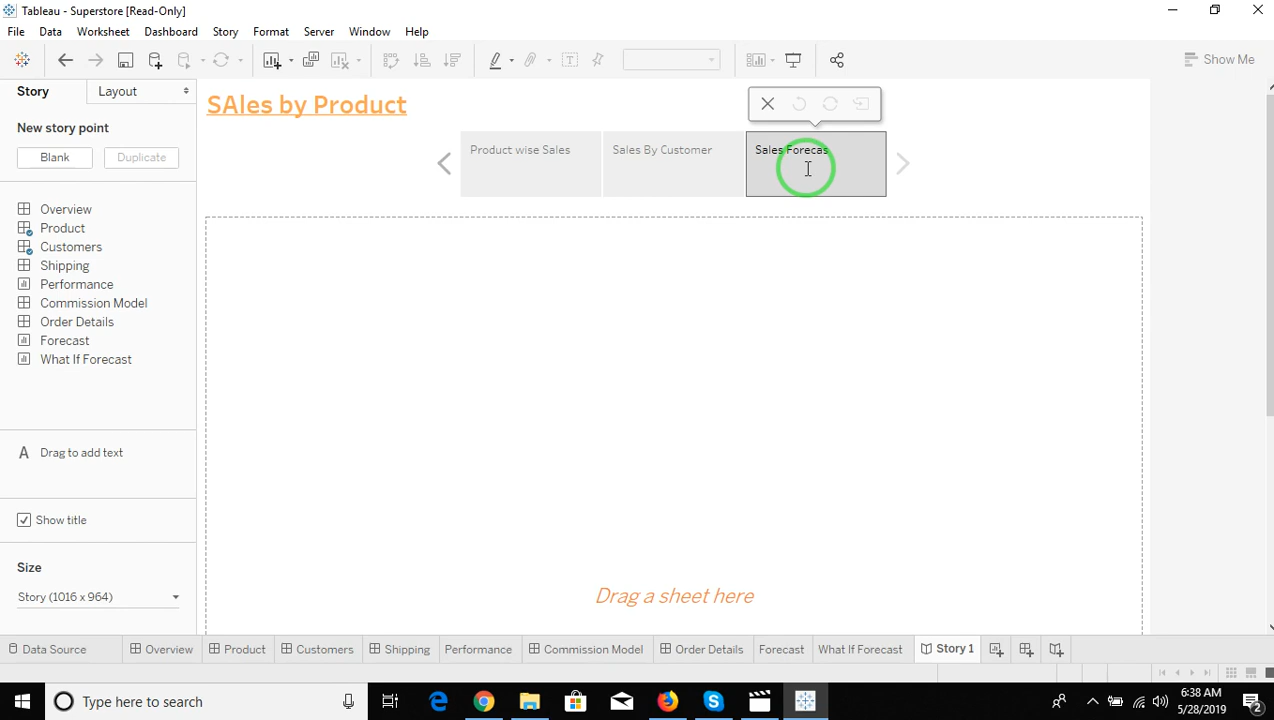 Tableau - Superstore [Read-Only]
File Data Worksheet Dashboard Story Format Server Window Help
Show Me
Story Layout
New story point
Blank Duplicate
Overview
Product
Customers
Shipping
Performance
Commission Model
Order Details
Forecast
What If Forecast
A Drag to add text
Show title
Size
Story (1016 x 964)
SAles by Product
Product wise Sales Sales By Customer Sales Forecas
Drag a sheet here
Data Source Overview Product Customers Shipping Performance Commission Model Order Details Forecast What If Forecast Story 1
Type here to search
6:38 AM
5/28/2019
2